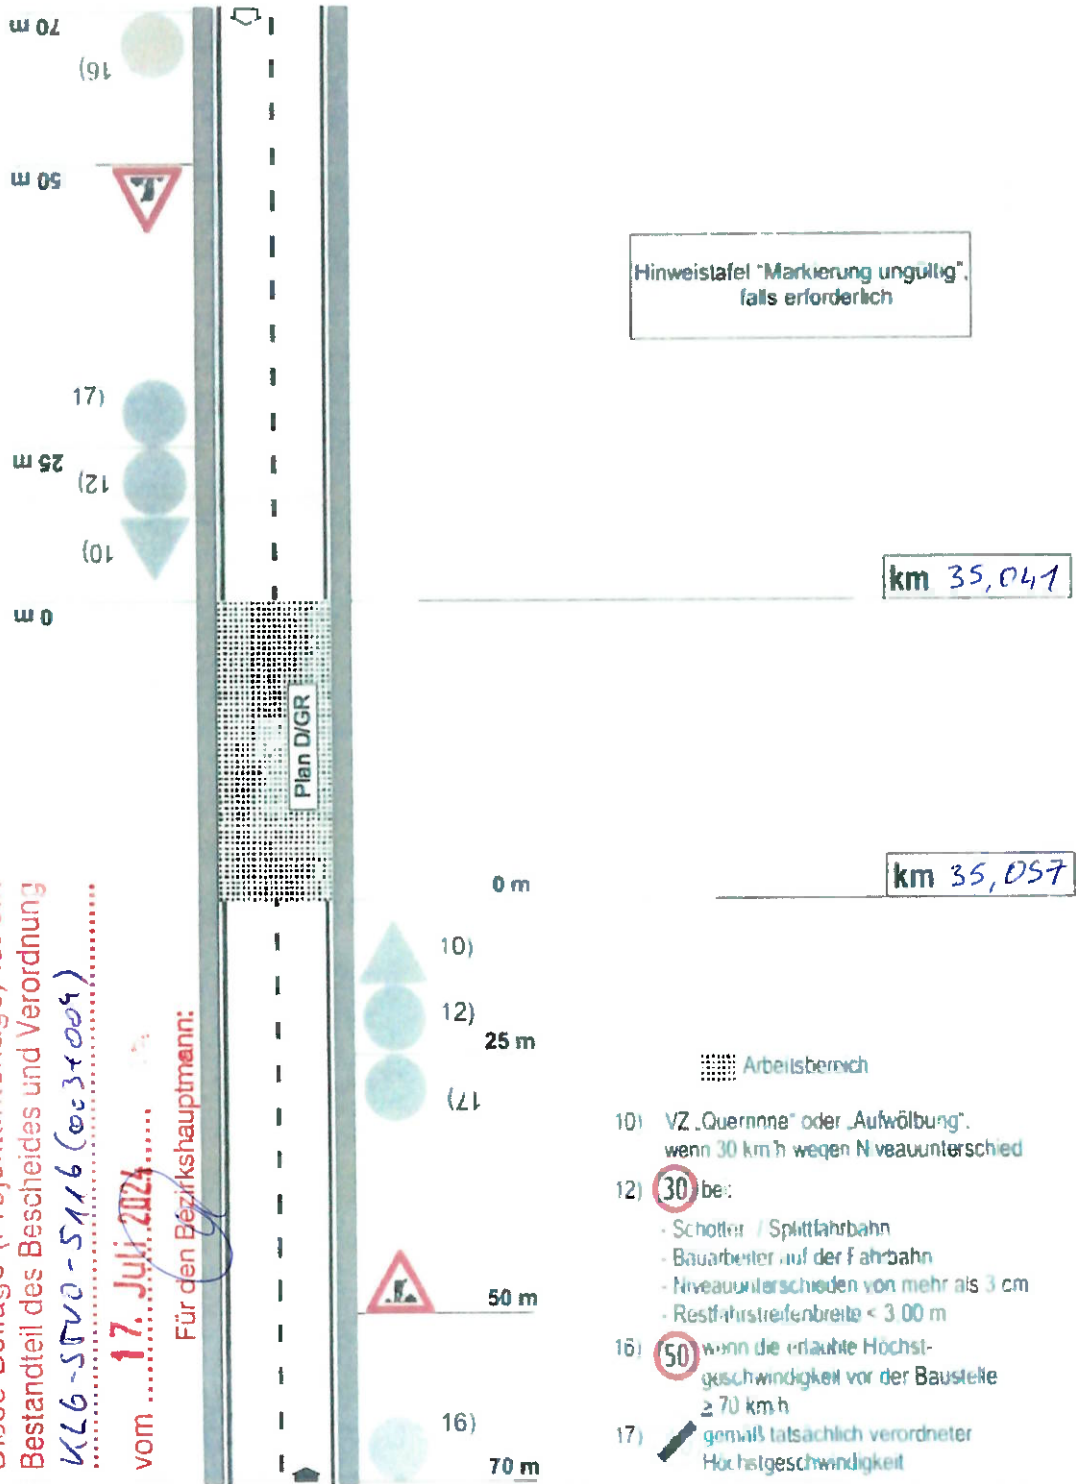 70 m
16)
50 m
17)
25 m
12)
10)
0 m
Hinweistafel "Markierung ungültig",
falls erforderlich
km 35,041
Plan D/GR
km 35,057
0 m
10)
12)
25 m
17)
50 m
16)
70 m
Arbeitsbereich
10) VZ „Querrinne" oder „Aufwölbung",
wenn 30 km/h wegen Niveauunterschied
12) 30 bei:
- Schotter / Splittfahrbahn
- Bauarbeiter auf der Fahrbahn
- Niveauunterschieden von mehr als 3 cm
- Restfahrstreifenbreite < 3.00 m
16) 50 wenn die erlaubte Höchst-
geschwindigkeit vor der Baustelle
≥ 70 km/h
17) gemäß tatsächlich verordneter
Höchstgeschwindigkeit
Bestandteil des Bescheides und Verordnung
KL6-STVO-5116
vom 17. Juli 2024
Für den Bezirkshauptmann: